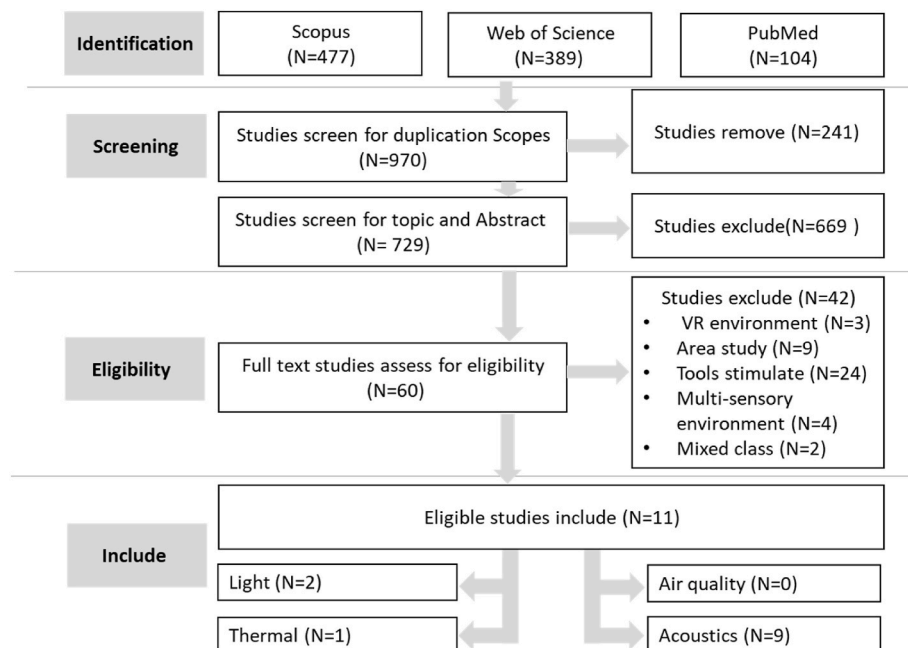 Identification
Scopus
(N=477)
Web of Science
(N=389)
PubMed
(N=104)
Screening
Studies screen for duplication Scopes
(N=970)
Studies remove (N=241)
Studies screen for topic and Abstract
(N= 729)
Studies exclude(N=669 )
Eligibility
Full text studies assess for eligibility
(N=60)
Studies exclude (N=42)
• VR environment (N=3)
• Area study (N=9)
• Tools stimulate (N=24)
• Multi-sensory
environment (N=4)
• Mixed class (N=2)
Include
Eligible studies include (N=11)
Light (N=2)
Air quality (N=0)
Thermal (N=1)
Acoustics (N=9)